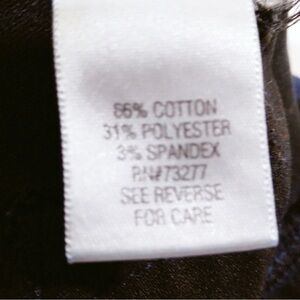 66% COTTON
31% POLYESTER
3% SPANDEX
RN#73277
SEE REVERSE
FOR CARE